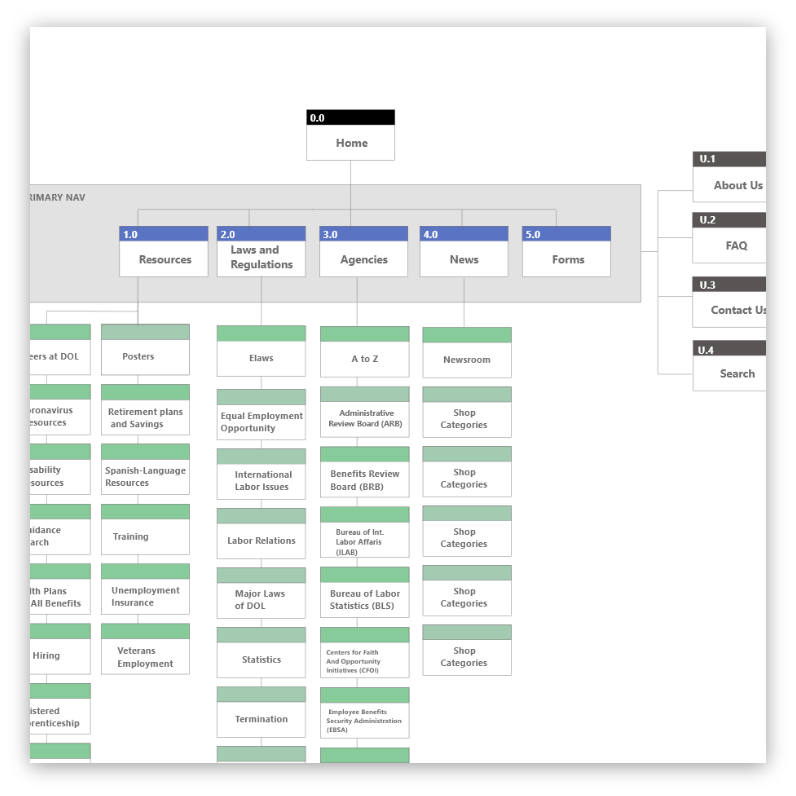 0.0
Home
RIMARY NAV
1.0
Resources
2.0
Laws and
Regulations
3.0
Agencies
4.0
News
5.0
Forms
U.1
About Us
U.2
FAQ
U.3
Contact Us
U.4
Search
eers at DOL
oronavirus
esources
sability
sources
uidance
arch
lth Plans
All Benefits
Hiring
istered
renticeship
Posters
Retirement plans
and Savings
Spanish-Language
Resources
Training
Unemployment
Insurance
Veterans
Employment
Elaws
Equal Employment
Opportunity
International
Labor Issues
Labor Relations
Major Laws
of DOL
Statistics
Termination
A to Z
Administrative
Review Board (ARB)
Benefits Review
Board (BRB)
Bureau of Int.
Labor Affaris
(ILAB)
Bureau of Labor
Statistics (BLS)
Centers for Faith
And Opportunity
initiatives (CFOI)
Employee Benefits
Security Administration
(EBSA)
Newsroom
Shop
Categories
Shop
Categories
Shop
Categories
Shop
Categories
Shop
Categories